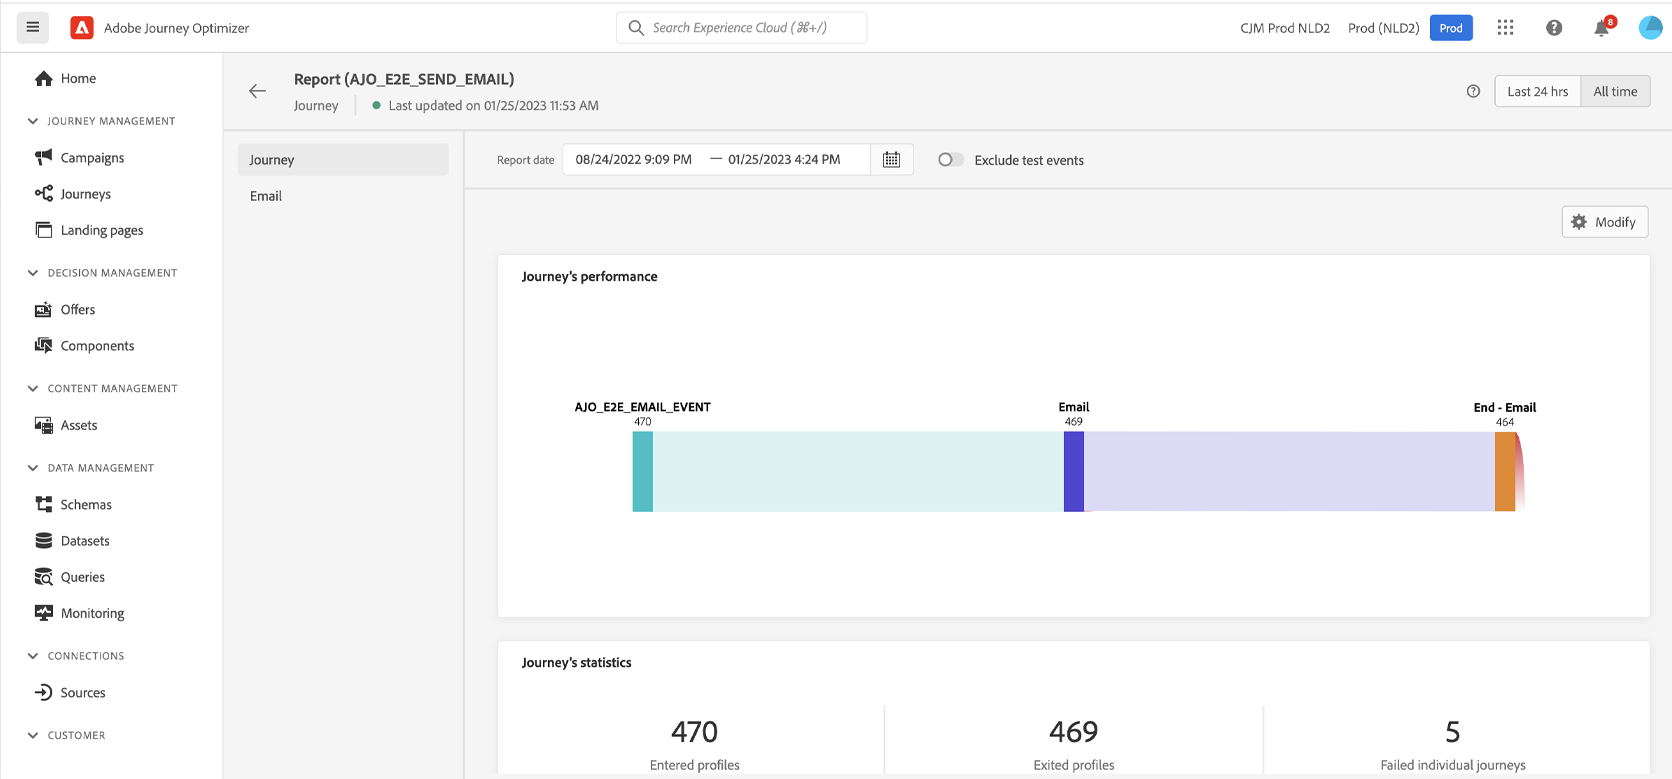 Adobe Journey Optimizer
Search Experience Cloud (⌘+/)
CJM Prod NLD2
Prod (NLD2)
Prod
8
Home
JOURNEY MANAGEMENT
Campaigns
Journeys
Landing pages
DECISION MANAGEMENT
Offers
Components
CONTENT MANAGEMENT
Assets
DATA MANAGEMENT
Schemas
Datasets
Queries
Monitoring
CONNECTIONS
Sources
CUSTOMER
Report (AJO_E2E_SEND_EMAIL)
Journey
Last updated on 01/25/2023 11:53 AM
Last 24 hrs
All time
Journey
Email
Report date
08/24/2022 9:09 PM — 01/25/2023 4:24 PM
Exclude test events
Modify
Journey's performance
AJO_E2E_EMAIL_EVENT
470
Email
469
End - Email
464
Journey's statistics
470
Entered profiles
469
Exited profiles
5
Failed individual journeys